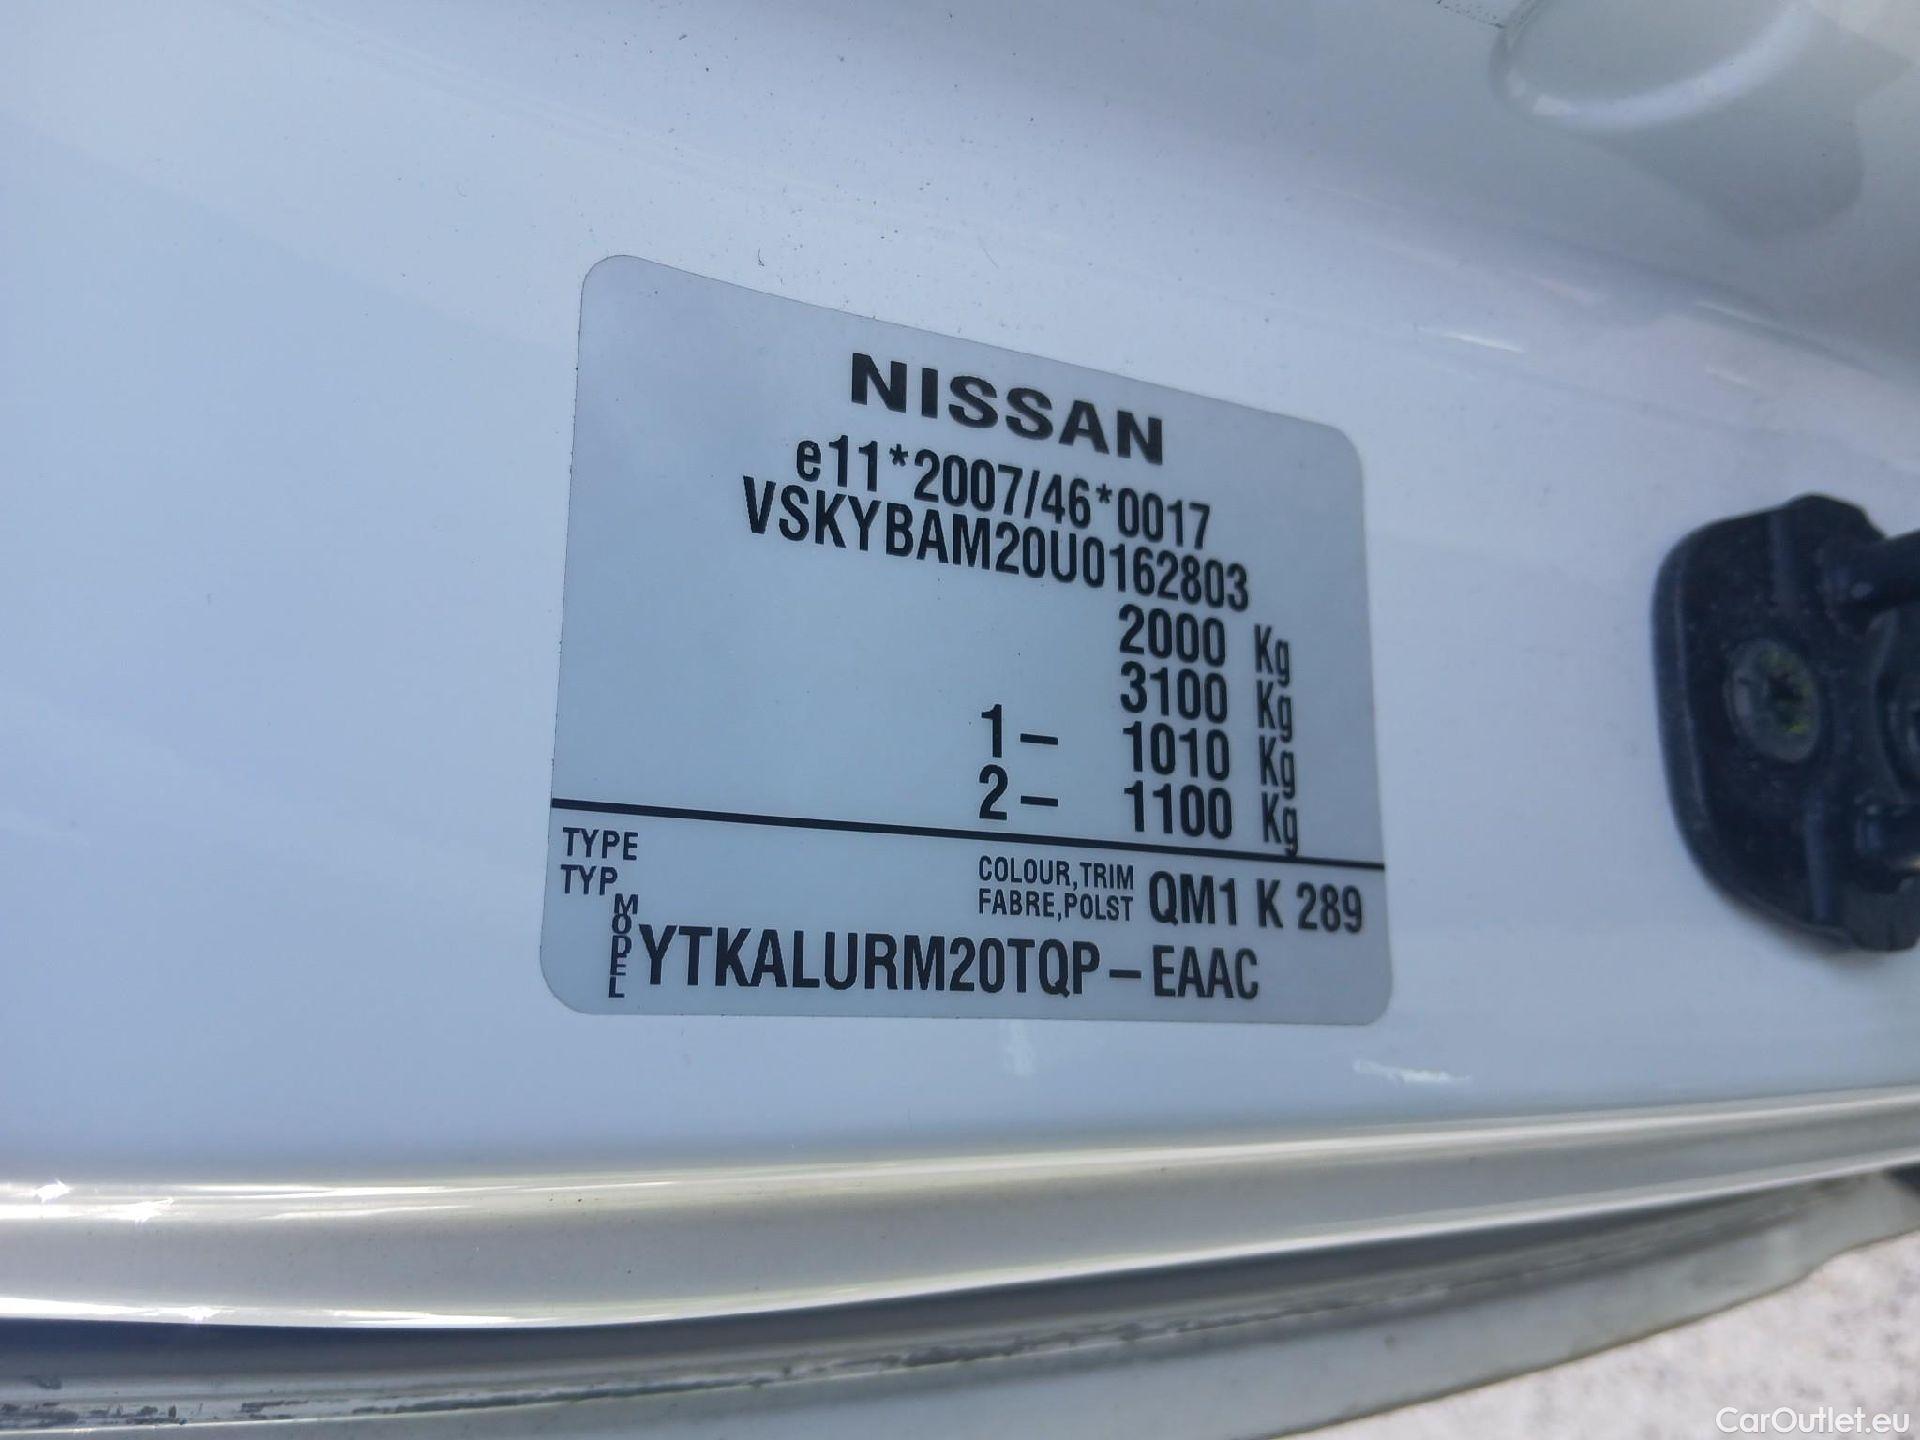 NISSAN
e11*2007/46*0017
VSKYBAM20U0162803
2000 Kg
3100 Kg
1 – 1010 Kg
2 – 1100 Kg
TYPE
TYP
COLOUR,TRIM
FABRE,POLST
QM1 K 289
MODEL
YTKALURM20TQP – EAAC
CarOutlet.eu